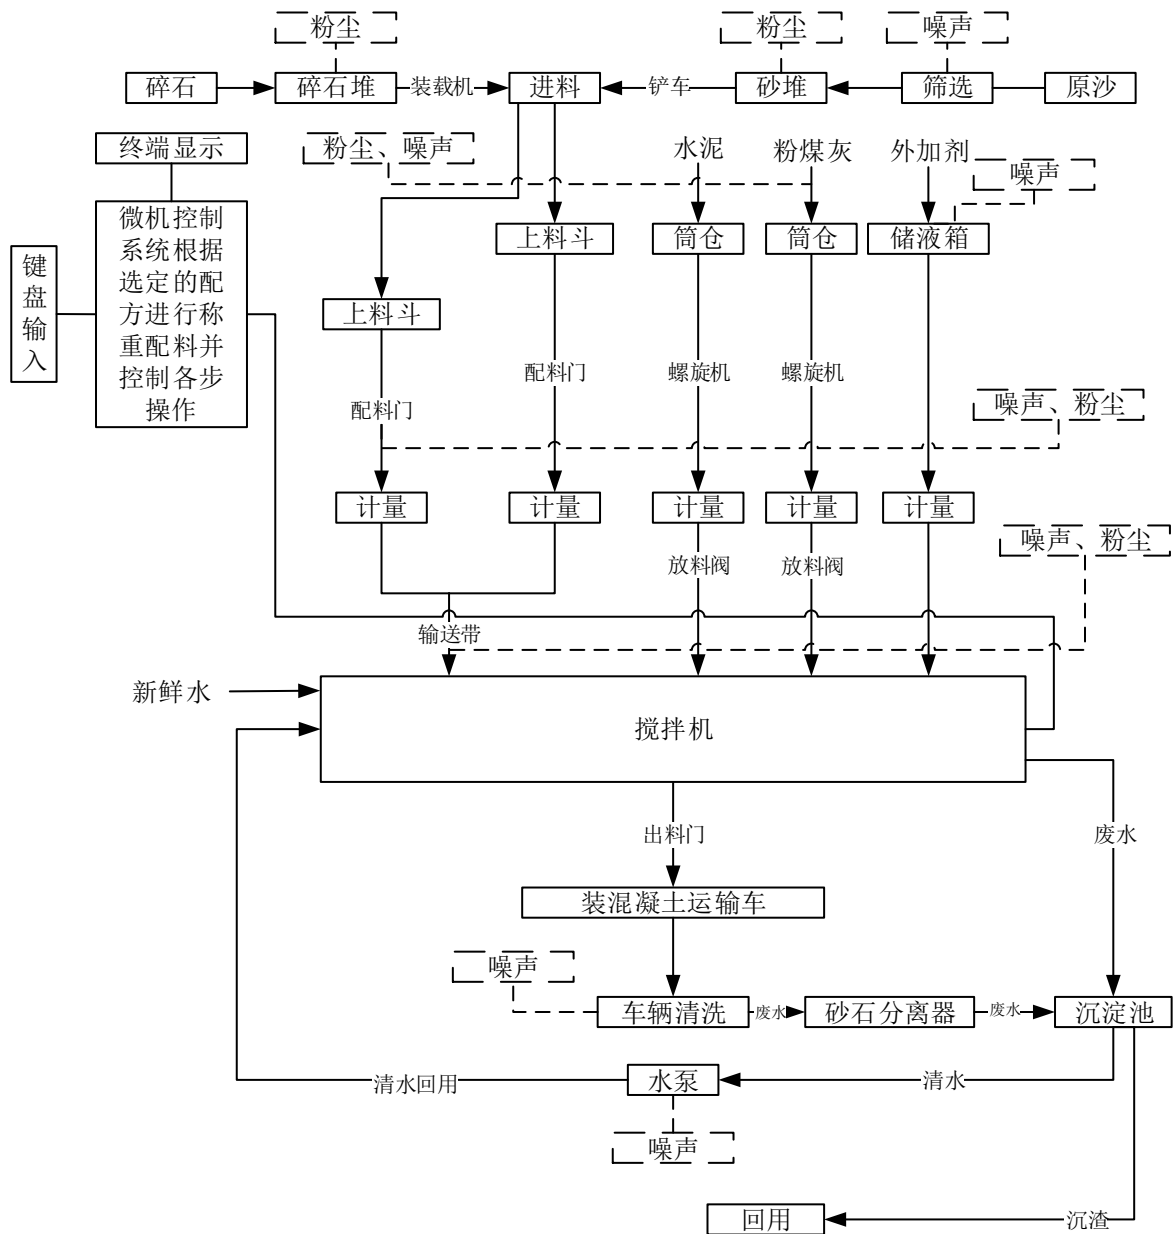 粉尘
粉尘
噪声
碎石
碎石堆
装载机
进料
铲车
砂堆
筛选
原沙
终端显示
粉尘、噪声
水泥
粉煤灰
外加剂
噪声
键盘输入
微机控制
系统根据
选定的配
方进行称
重配料并
控制各步
操作
上料斗
筒仓
筒仓
储液箱
上料斗
配料门
螺旋机
螺旋机
配料门
噪声、粉尘
计量
计量
计量
计量
计量
噪声、粉尘
放料阀
放料阀
输送带
新鲜水
搅拌机
出料门
废水
装混凝土运输车
噪声
车辆清洗
废水
砂石分离器
废水
沉淀池
清水回用
水泵
清水
噪声
回用
沉渣